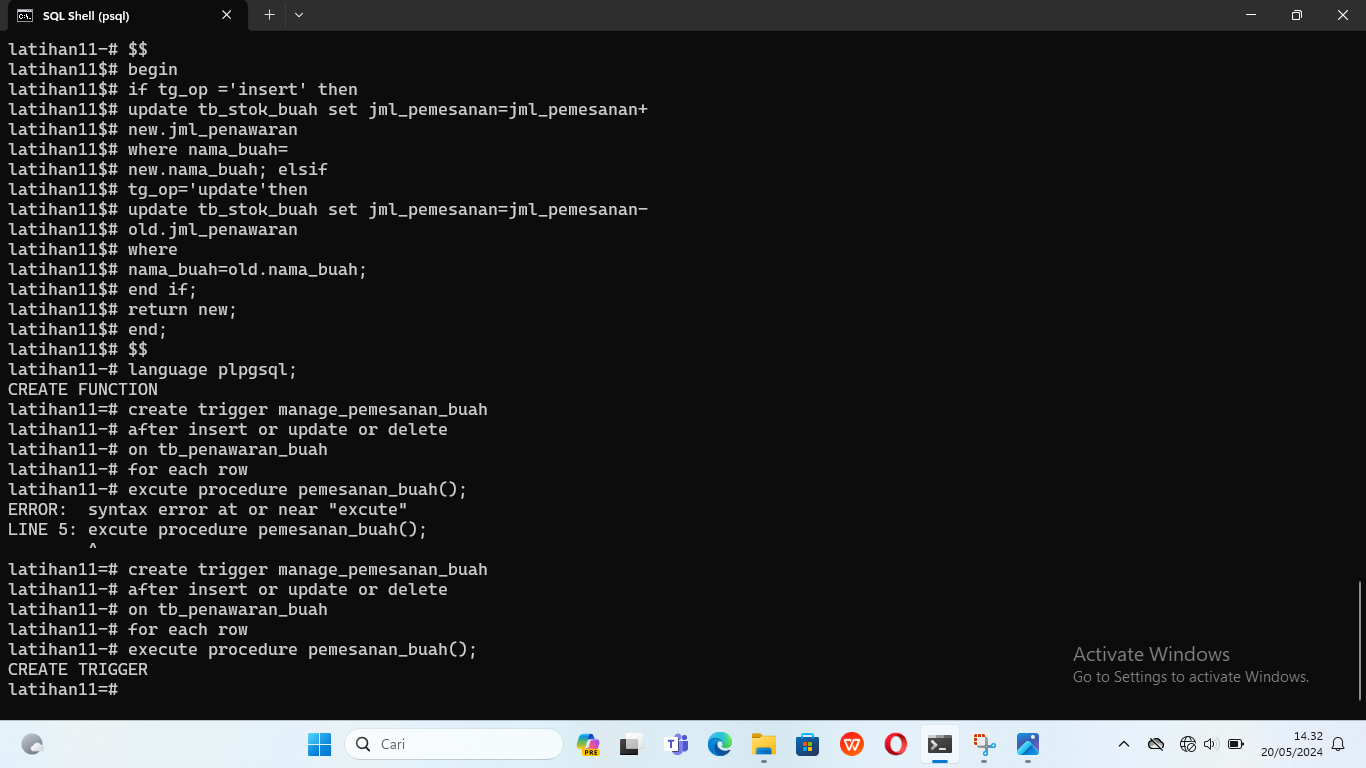 SQL Shell (psql)
latihan11-# $$
latihan11$# begin
latihan11$# if tg_op ='insert' then
latihan11$# update tb_stok_buah set jml_pemesanan=jml_pemesanan+
latihan11$# new.jml_penawaran
latihan11$# where nama_buah=
latihan11$# new.nama_buah; elsif
latihan11$# tg_op='update'then
latihan11$# update tb_stok_buah set jml_pemesanan=jml_pemesanan-
latihan11$# old.jml_penawaran
latihan11$# where
latihan11$# nama_buah=old.nama_buah;
latihan11$# end if;
latihan11$# return new;
latihan11$# end;
latihan11$# $$
latihan11-# language plpgsql;
CREATE FUNCTION
latihan11=# create trigger manage_pemesanan_buah
latihan11-# after insert or update or delete
latihan11-# on tb_penawaran_buah
latihan11-# for each row
latihan11-# excute procedure pemesanan_buah();
ERROR:  syntax error at or near "excute"
LINE 5: excute procedure pemesanan_buah();
^
latihan11=# create trigger manage_pemesanan_buah
latihan11-# after insert or update or delete
latihan11-# on tb_penawaran_buah
latihan11-# for each row
latihan11-# execute procedure pemesanan_buah();
CREATE TRIGGER
latihan11=#
Activate Windows
Go to Settings to activate Windows.
Cari
PRE
14.32
20/05/2024